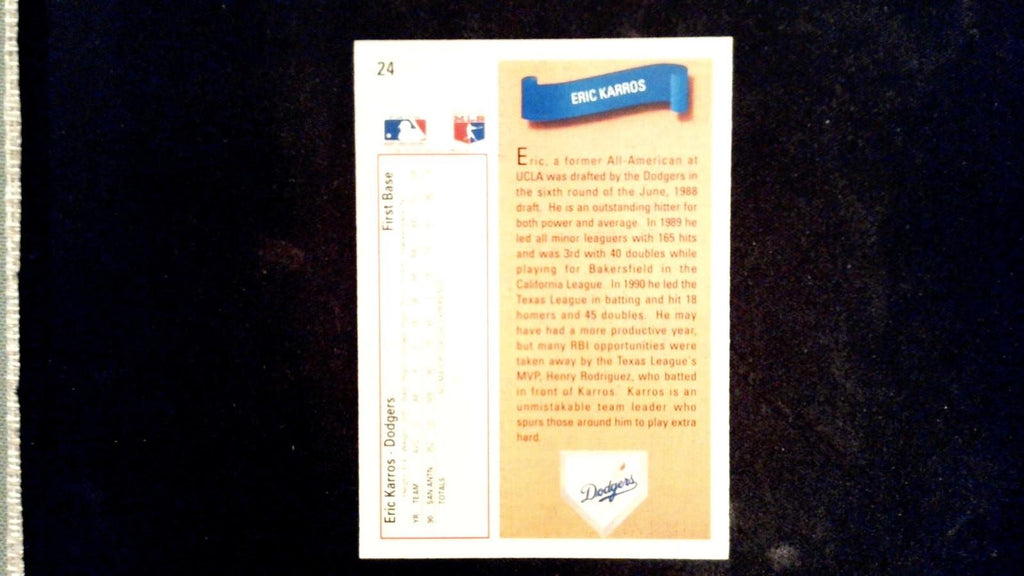 24
MLB
Eric Karros - Dodgers First Base
YR TEAM
90 SAN ANTN
TOTALS
ERIC KARROS
Eric, a former All-American at
UCLA was drafted by the Dodgers in
the sixth round of the June, 1988
draft. He is an outstanding hitter for
both power and average. In 1989 he
led all minor leaguers with 165 hits
and was 3rd with 40 doubles while
playing for Bakersfield in the
California League. In 1990 he led the
Texas League in batting and hit 18
homers and 45 doubles. He may
have had a more productive year,
but many RBI opportunities were
taken away by the Texas League's
MVP, Henry Rodriguez, who batted
in front of Karros. Karros is an
unmistakable team leader who
spurs those around him to play extra
hard.
Dodgers